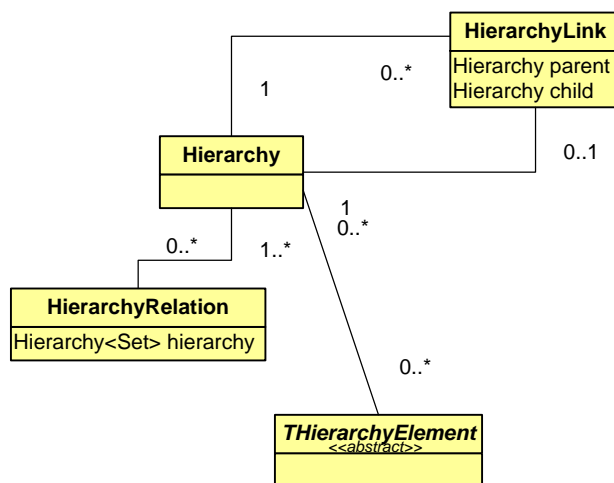 HierarchyLink
Hierarchy parent
Hierarchy child
0..*
1
Hierarchy
0..1
1
0..*
0..*
1..*
HierarchyRelation
Hierarchy<Set> hierarchy
0..*
THierarchyElement
<<abstract>>